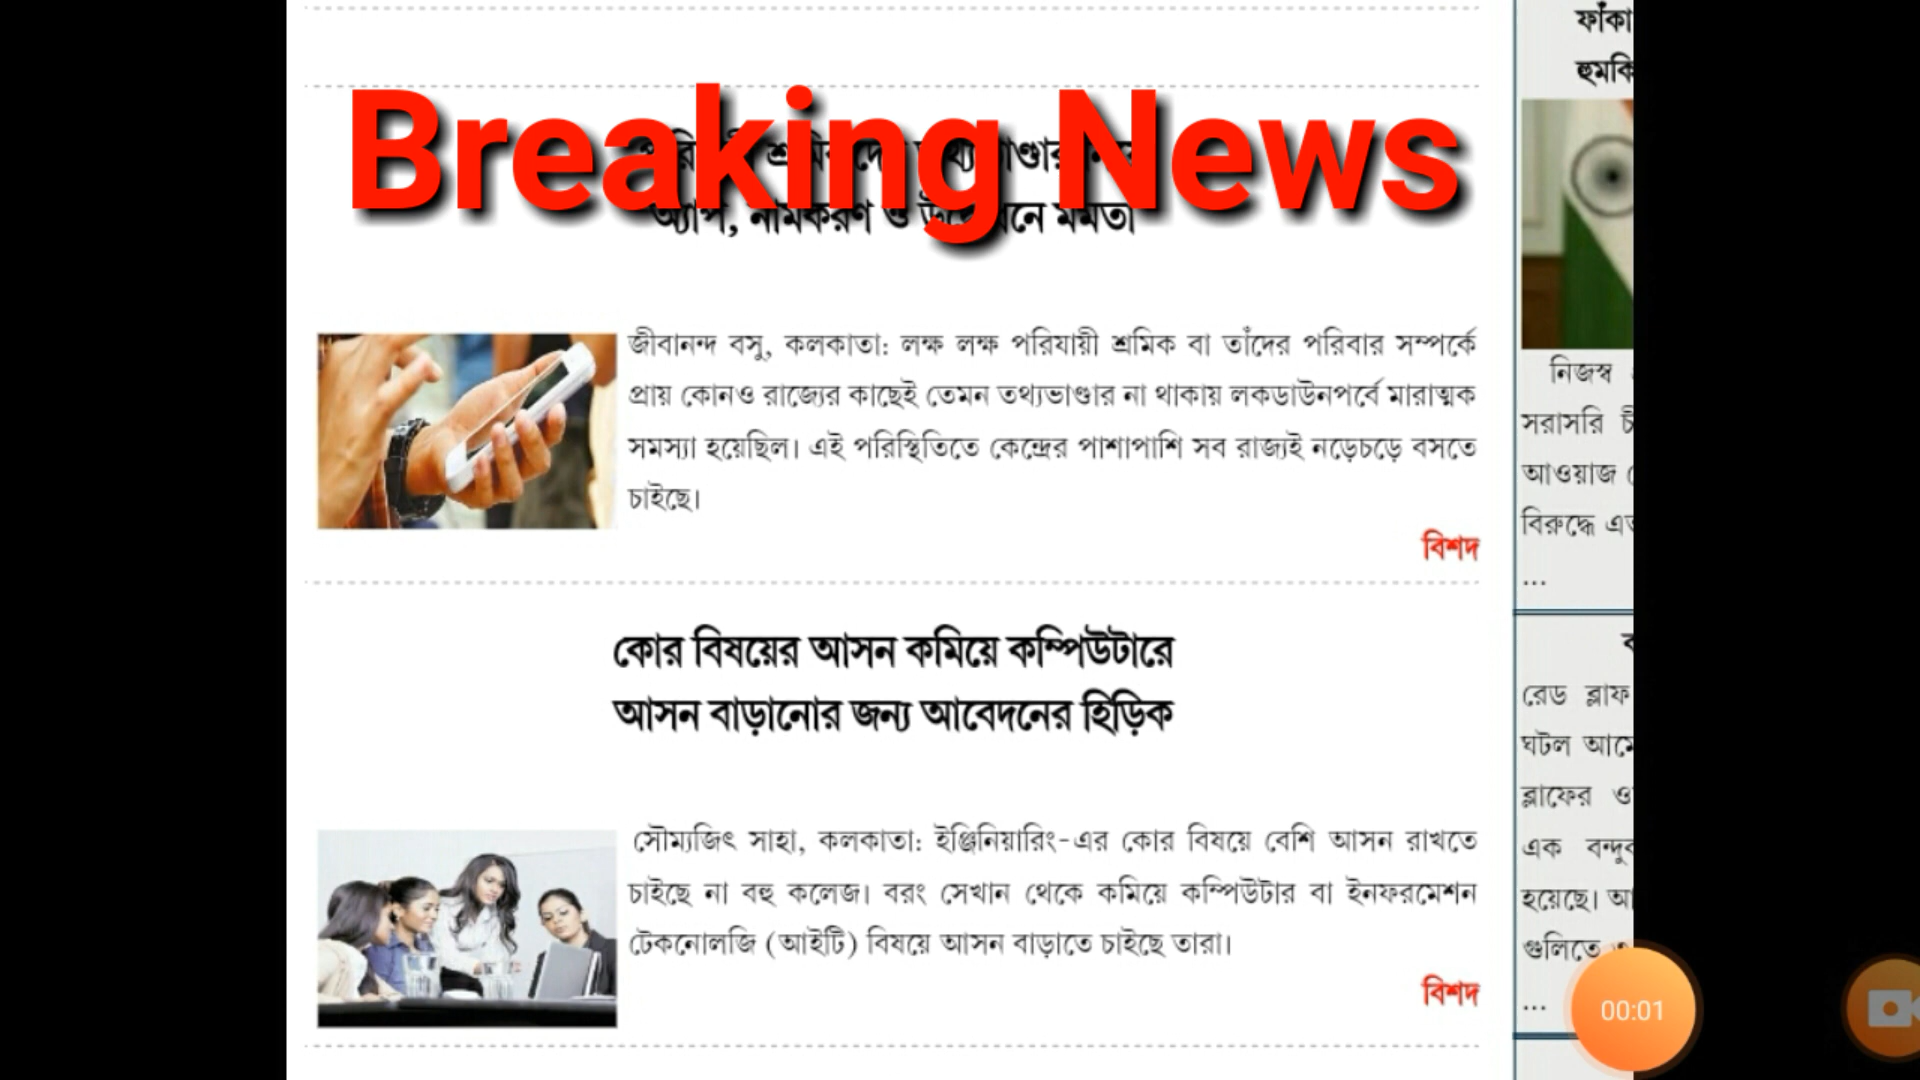 Breaking News
অ্যাপ, নামকরণ ও মমতা
জীবানন্দ বসু, কলকাতা: লক্ষ লক্ষ পরিযায়ী শ্রমিক বা তাঁদের পরিবার সম্পর্কে
প্রায় কোনও রাজ্যের কাছেই তেমন তথ্যভাণ্ডার না থাকায় লকডাউনপর্বে মারাত্মক
সমস্যা হয়েছিল। এই পরিস্থিতিতে কেন্দ্রের পাশাপাশি সব রাজ্যই নড়েচড়ে বসতে
চাইছে।
বিশদ
কোর বিষয়ের আসন কমিয়ে কম্পিউটারে
আসন বাড়ানোর জন্য আবেদনের হিড়িক
সৌম্যজিৎ সাহা, কলকাতা: ইঞ্জিনিয়ারিং-এর কোর বিষয়ে বেশি আসন রাখতে
চাইছে না বহু কলেজ। বরং সেখান থেকে কমিয়ে কম্পিউটার বা ইনফরমেশন
টেকনোলজি (আইটি) বিষয়ে আসন বাড়াতে চাইছে তারা।
বিশদ
ফাঁকা
হুমকি
নিজস্ব
সরাসরি
আওয়াজ
বিরুদ্ধে
...
রেড ব্লাফ
ঘটল
ব্লাফের
এক
হয়েছে।
গুলিতে
...
00:01